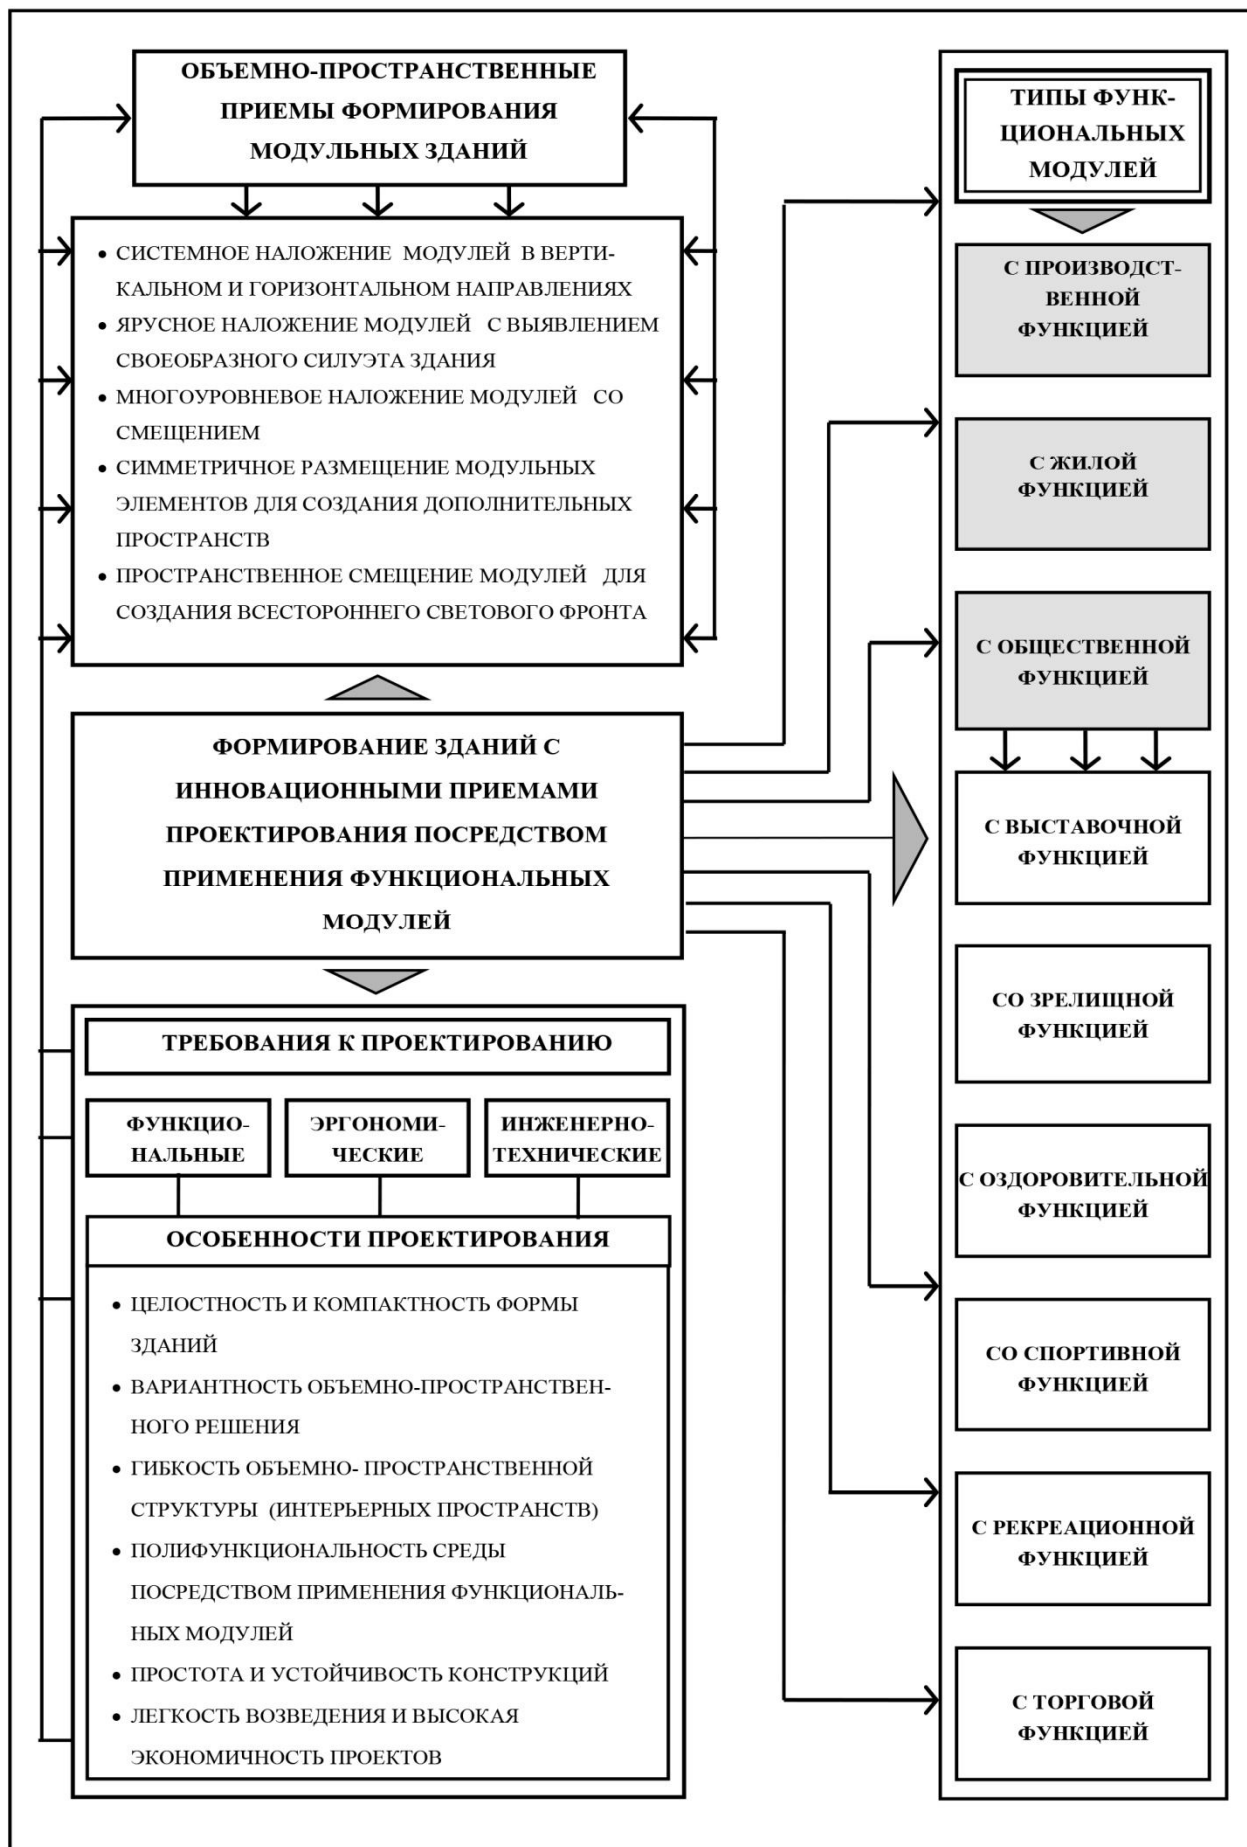 ОБЪЕМНО-ПРОСТРАНСТВЕННЫЕ
ПРИЕМЫ ФОРМИРОВАНИЯ
МОДУЛЬНЫХ ЗДАНИЙ
• СИСТЕМНОЕ НАЛОЖЕНИЕ МОДУЛЕЙ В ВЕРТИ-
КАЛЬНОМ И ГОРИЗОНТАЛЬНОМ НАПРАВЛЕНИЯХ
• ЯРУСНОЕ НАЛОЖЕНИЕ МОДУЛЕЙ С ВЫЯВЛЕНИЕМ
СВОЕОБРАЗНОГО СИЛУЭТА ЗДАНИЯ
• МНОГОУРОВНЕВОЕ НАЛОЖЕНИЕ МОДУЛЕЙ СО
СМЕЩЕНИЕМ
• СИММЕТРИЧНОЕ РАЗМЕЩЕНИЕ МОДУЛЬНЫХ
ЭЛЕМЕНТОВ ДЛЯ СОЗДАНИЯ ДОПОЛНИТЕЛЬНЫХ
ПРОСТРАНСТВ
• ПРОСТРАНСТВЕННОЕ СМЕЩЕНИЕ МОДУЛЕЙ ДЛЯ
СОЗДАНИЯ ВСЕСТОРОННЕГО СВЕТОВОГО ФРОНТА
ФОРМИРОВАНИЕ ЗДАНИЙ С
ИННОВАЦИОННЫМИ ПРИЕМАМИ
ПРОЕКТИРОВАНИЯ ПОСРЕДСТВОМ
ПРИМЕНЕНИЯ ФУНКЦИОНАЛЬНЫХ
МОДУЛЕЙ
ТРЕБОВАНИЯ К ПРОЕКТИРОВАНИЮ
ФУНКЦИО-
НАЛЬНЫЕ
ЭРГОНОМИ-
ЧЕСКИЕ
ИНЖЕНЕРНО-
ТЕХНИЧЕСКИЕ
ОСОБЕННОСТИ ПРОЕКТИРОВАНИЯ
• ЦЕЛОСТНОСТЬ И КОМПАКТНОСТЬ ФОРМЫ
ЗДАНИЙ
• ВАРИАНТНОСТЬ ОБЪЕМНО-ПРОСТРАНСТВЕН-
НОГО РЕШЕНИЯ
• ГИБКОСТЬ ОБЪЕМНО- ПРОСТРАНСТВЕННОЙ
СТРУКТУРЫ (ИНТЕРЬЕРНЫХ ПРОСТРАНСТВ)
• ПОЛИФУНКЦИОНАЛЬНОСТЬ СРЕДЫ
ПОСРЕДСТВОМ ПРИМЕНЕНИЯ ФУНКЦИОНАЛЬ-
НЫХ МОДУЛЕЙ
• ПРОСТОТА И УСТОЙЧИВОСТЬ КОНСТРУКЦИЙ
• ЛЕГКОСТЬ ВОЗВЕДЕНИЯ И ВЫСОКАЯ
ЭКОНОМИЧНОСТЬ ПРОЕКТОВ
ТИПЫ ФУНК-
ЦИОНАЛЬНЫХ
МОДУЛЕЙ
С ПРОИЗВОДСТ-
ВЕННОЙ
ФУНКЦИЕЙ
С ЖИЛОЙ
ФУНКЦИЕЙ
С ОБЩЕСТВЕННОЙ
ФУНКЦИЕЙ
С ВЫСТАВОЧНОЙ
ФУНКЦИЕЙ
СО ЗРЕЛИЩНОЙ
ФУНКЦИЕЙ
С ОЗДОРОВИТЕЛЬНОЙ
ФУНКЦИЕЙ
СО СПОРТИВНОЙ
ФУНКЦИЕЙ
С РЕКРЕАЦИОННОЙ
ФУНКЦИЕЙ
С ТОРГОВОЙ
ФУНКЦИЕЙ